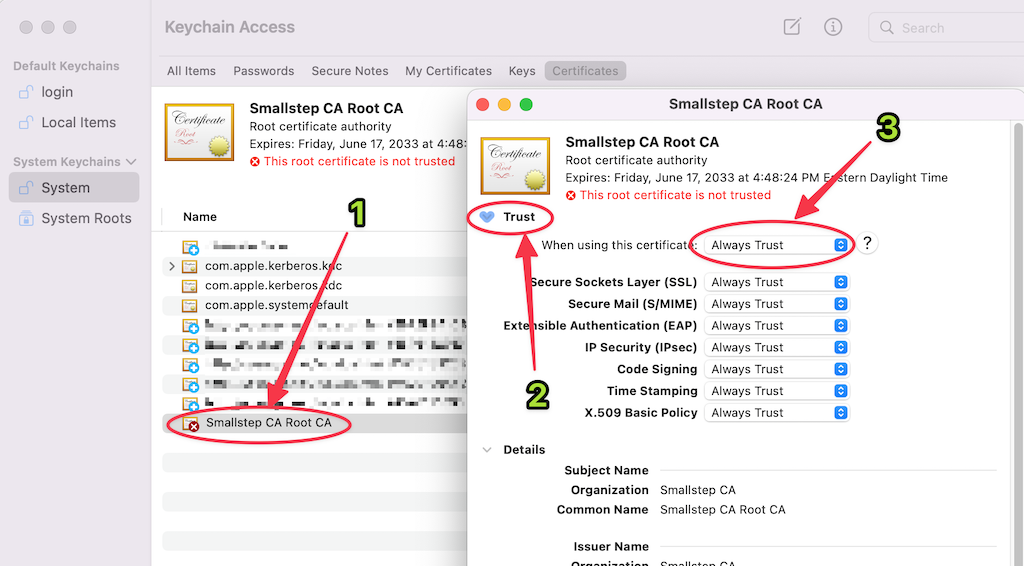 Keychain Access
Search
Default Keychains
login
Local Items
System Keychains
System
System Roots
All Items
Passwords
Secure Notes
My Certificates
Keys
Certificates
Certificate
Root
Smallstep CA Root CA
Root certificate authority
Expires: Friday, June 17, 2033 at 4:48:
This root certificate is not trusted
Name
com.apple.kerberos.kdc
com.apple.kerberos.kdc
com.apple.systemdefault
Smallstep CA Root CA
1
Smallstep CA Root CA
Certificate
Root
Smallstep CA Root CA
Root certificate authority
Expires: Friday, June 17, 2033 at 4:48:24 PM Eastern Daylight Time
This root certificate is not trusted
3
Trust
When using this certificate: Always Trust ?
Secure Sockets Layer (SSL) Always Trust
Secure Mail (S/MIME) Always Trust
Extensible Authentication (EAP) Always Trust
IP Security (IPsec) Always Trust
Code Signing Always Trust
Time Stamping Always Trust
X.509 Basic Policy Always Trust
2
Details
Subject Name
Organization Smallstep CA
Common Name Smallstep CA Root CA
Issuer Name
Organization Smallstep CA